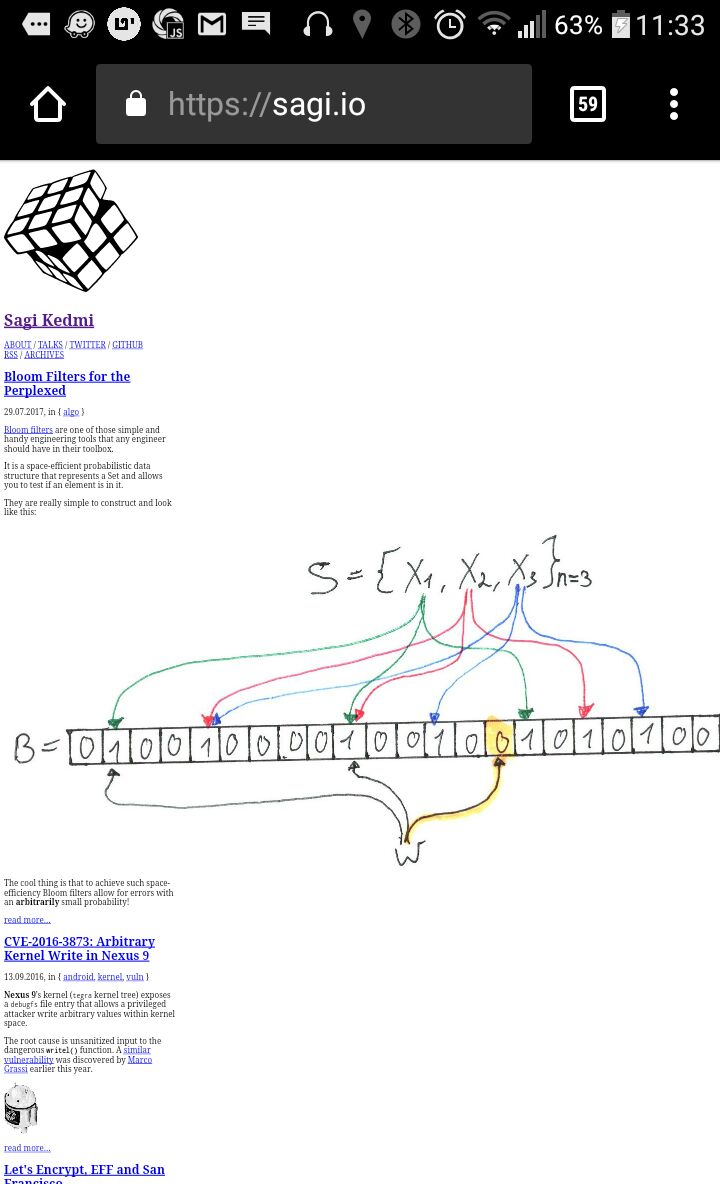 63% 11:33
https://sagi.io
59
Sagi Kedmi
ABOUT / TALKS / TWITTER / GITHUB
RSS / ARCHIVES
Bloom Filters for the
Perplexed
29.07.2017, in { algo }
Bloom filters are one of those simple and
handy engineering tools that any engineer
should have in their toolbox.
It is a space-efficient probabilistic data
structure that represents a Set and allows
you to test if an element is in it.
They are really simple to construct and look
like this:
S = { X1, X2, X3 }n=3
B = 0 1 0 0 1 0 0 0 0 1 0 0 1 0 0 1 0 1 0 1 0 0
W
The cool thing is that to achieve such space-
efficiency Bloom filters allow for errors with
an arbitrarily small probability!
read more...
CVE-2016-3873: Arbitrary
Kernel Write in Nexus 9
13.09.2016, in { android, kernel, vuln }
Nexus 9's kernel (tegra kernel tree) exposes
a debugfs file entry that allows a privileged
attacker write arbitrary values within kernel
space.
The root cause is unsanitized input to the
dangerous writel() function. A similar
vulnerability was discovered by Marco
Grassi earlier this year.
read more...
Let's Encrypt, EFF and San
Francisco